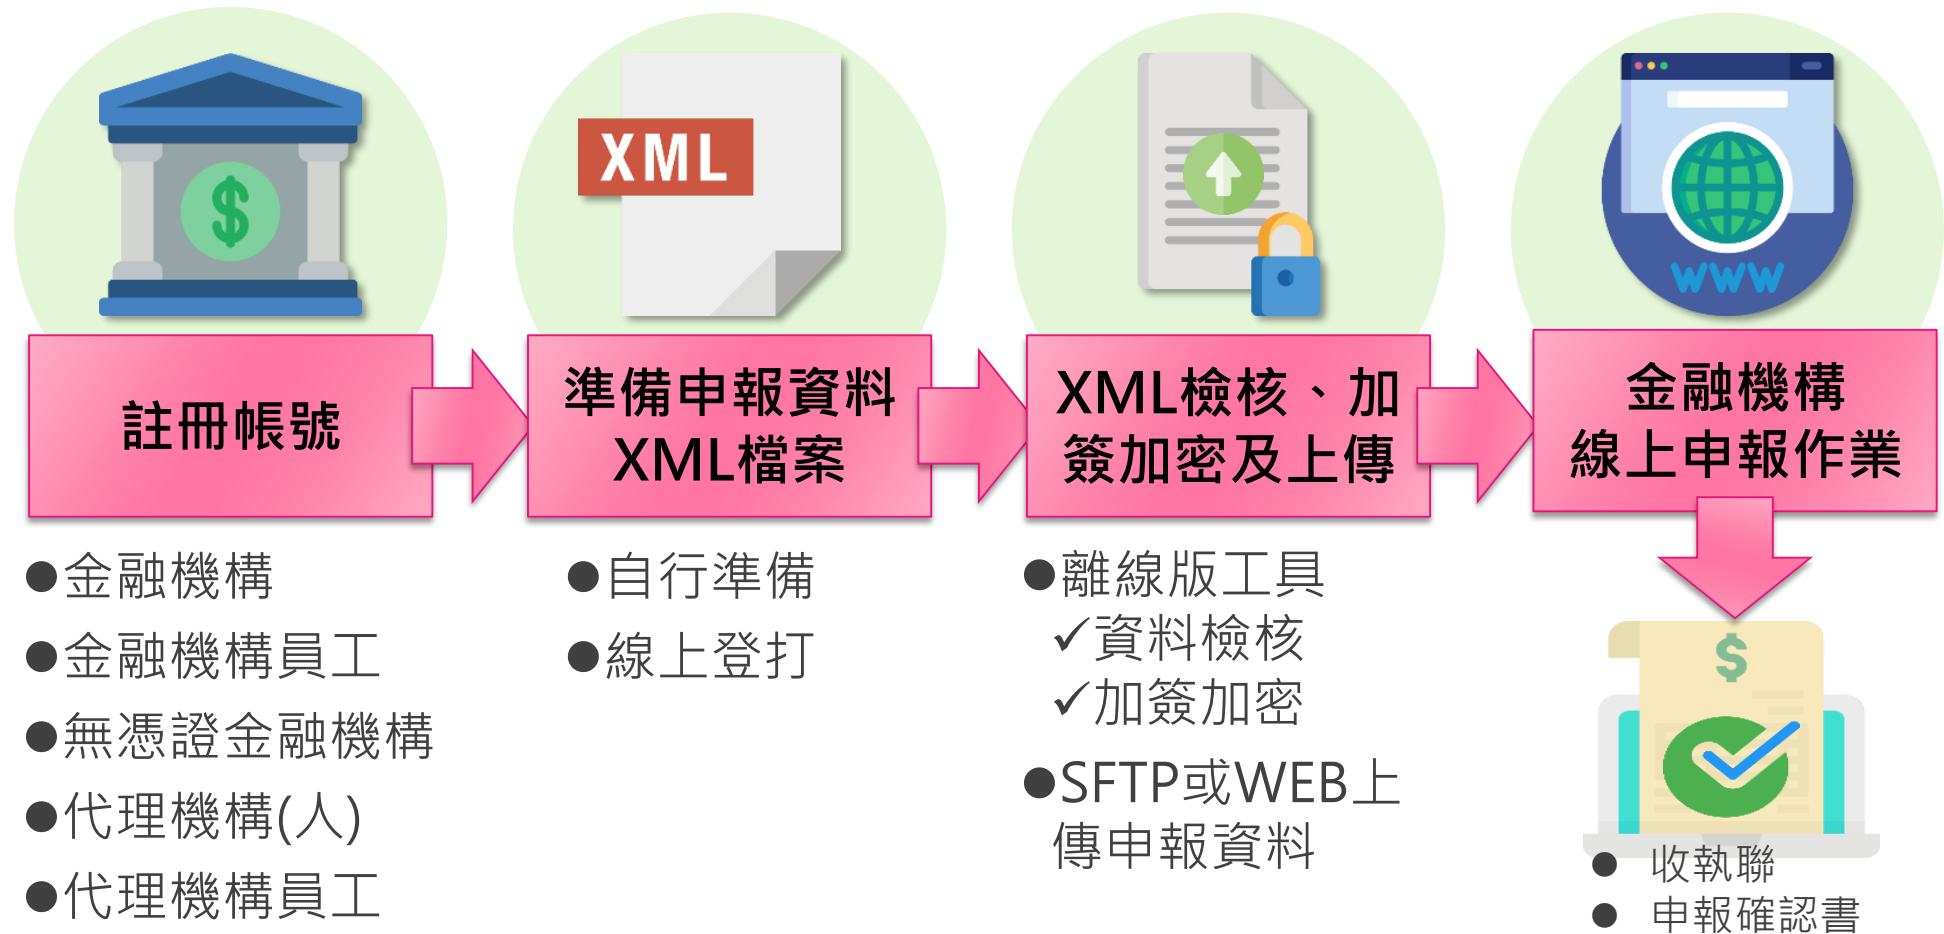 XML
WWW
註冊帳號
●金融機構
●金融機構員工
●無憑證金融機構
●代理機構(人)
●代理機構員工
準備申報資料
XML檔案
●自行準備
●線上登打
XML檢核、加
簽加密及上傳
●離線版工具
✓資料檢核
✓加簽加密
●SFTP或WEB上
傳申報資料
金融機構
線上申報作業
$
$
● 收執聯
● 申報確認書